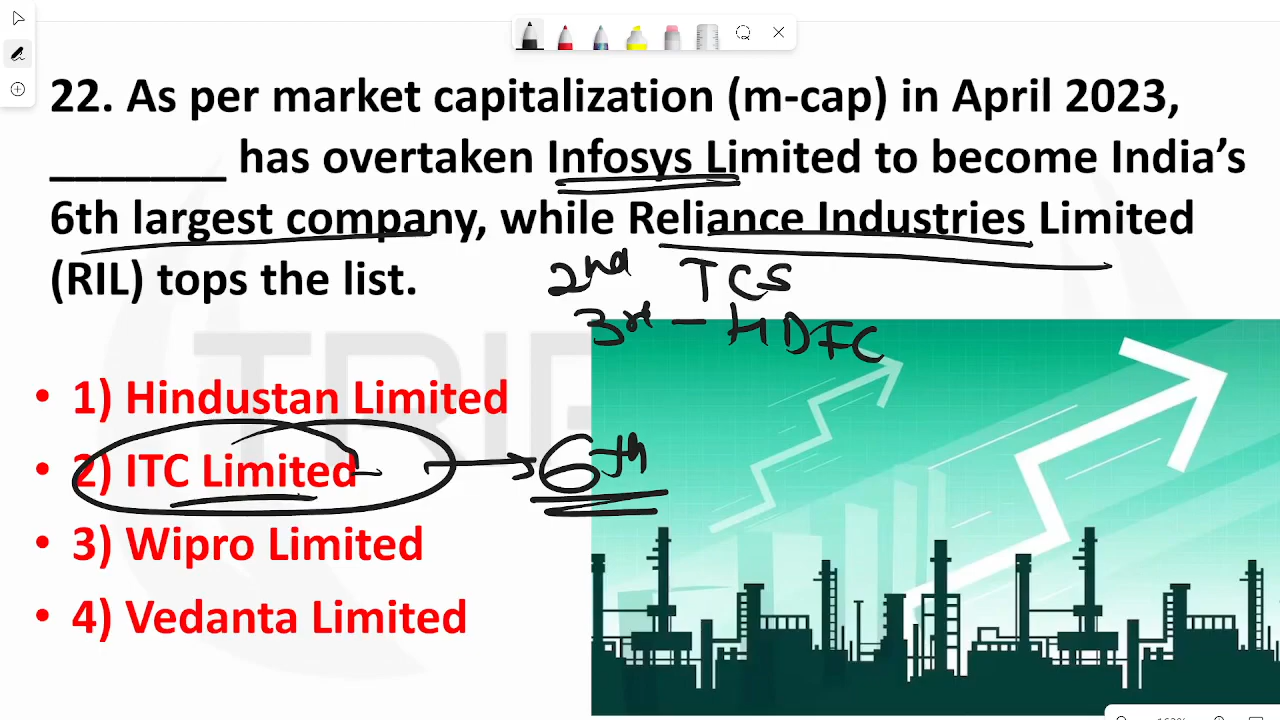 22. As per market capitalization (m-cap) in April 2023,
_______ has overtaken Infosys Limited to become India's
6th largest company, while Reliance Industries Limited
(RIL) tops the list.
2nd TCS
3rd - HDFC
• 1) Hindustan Limited
• 2) ITC Limited → 6th
• 3) Wipro Limited
• 4) Vedanta Limited